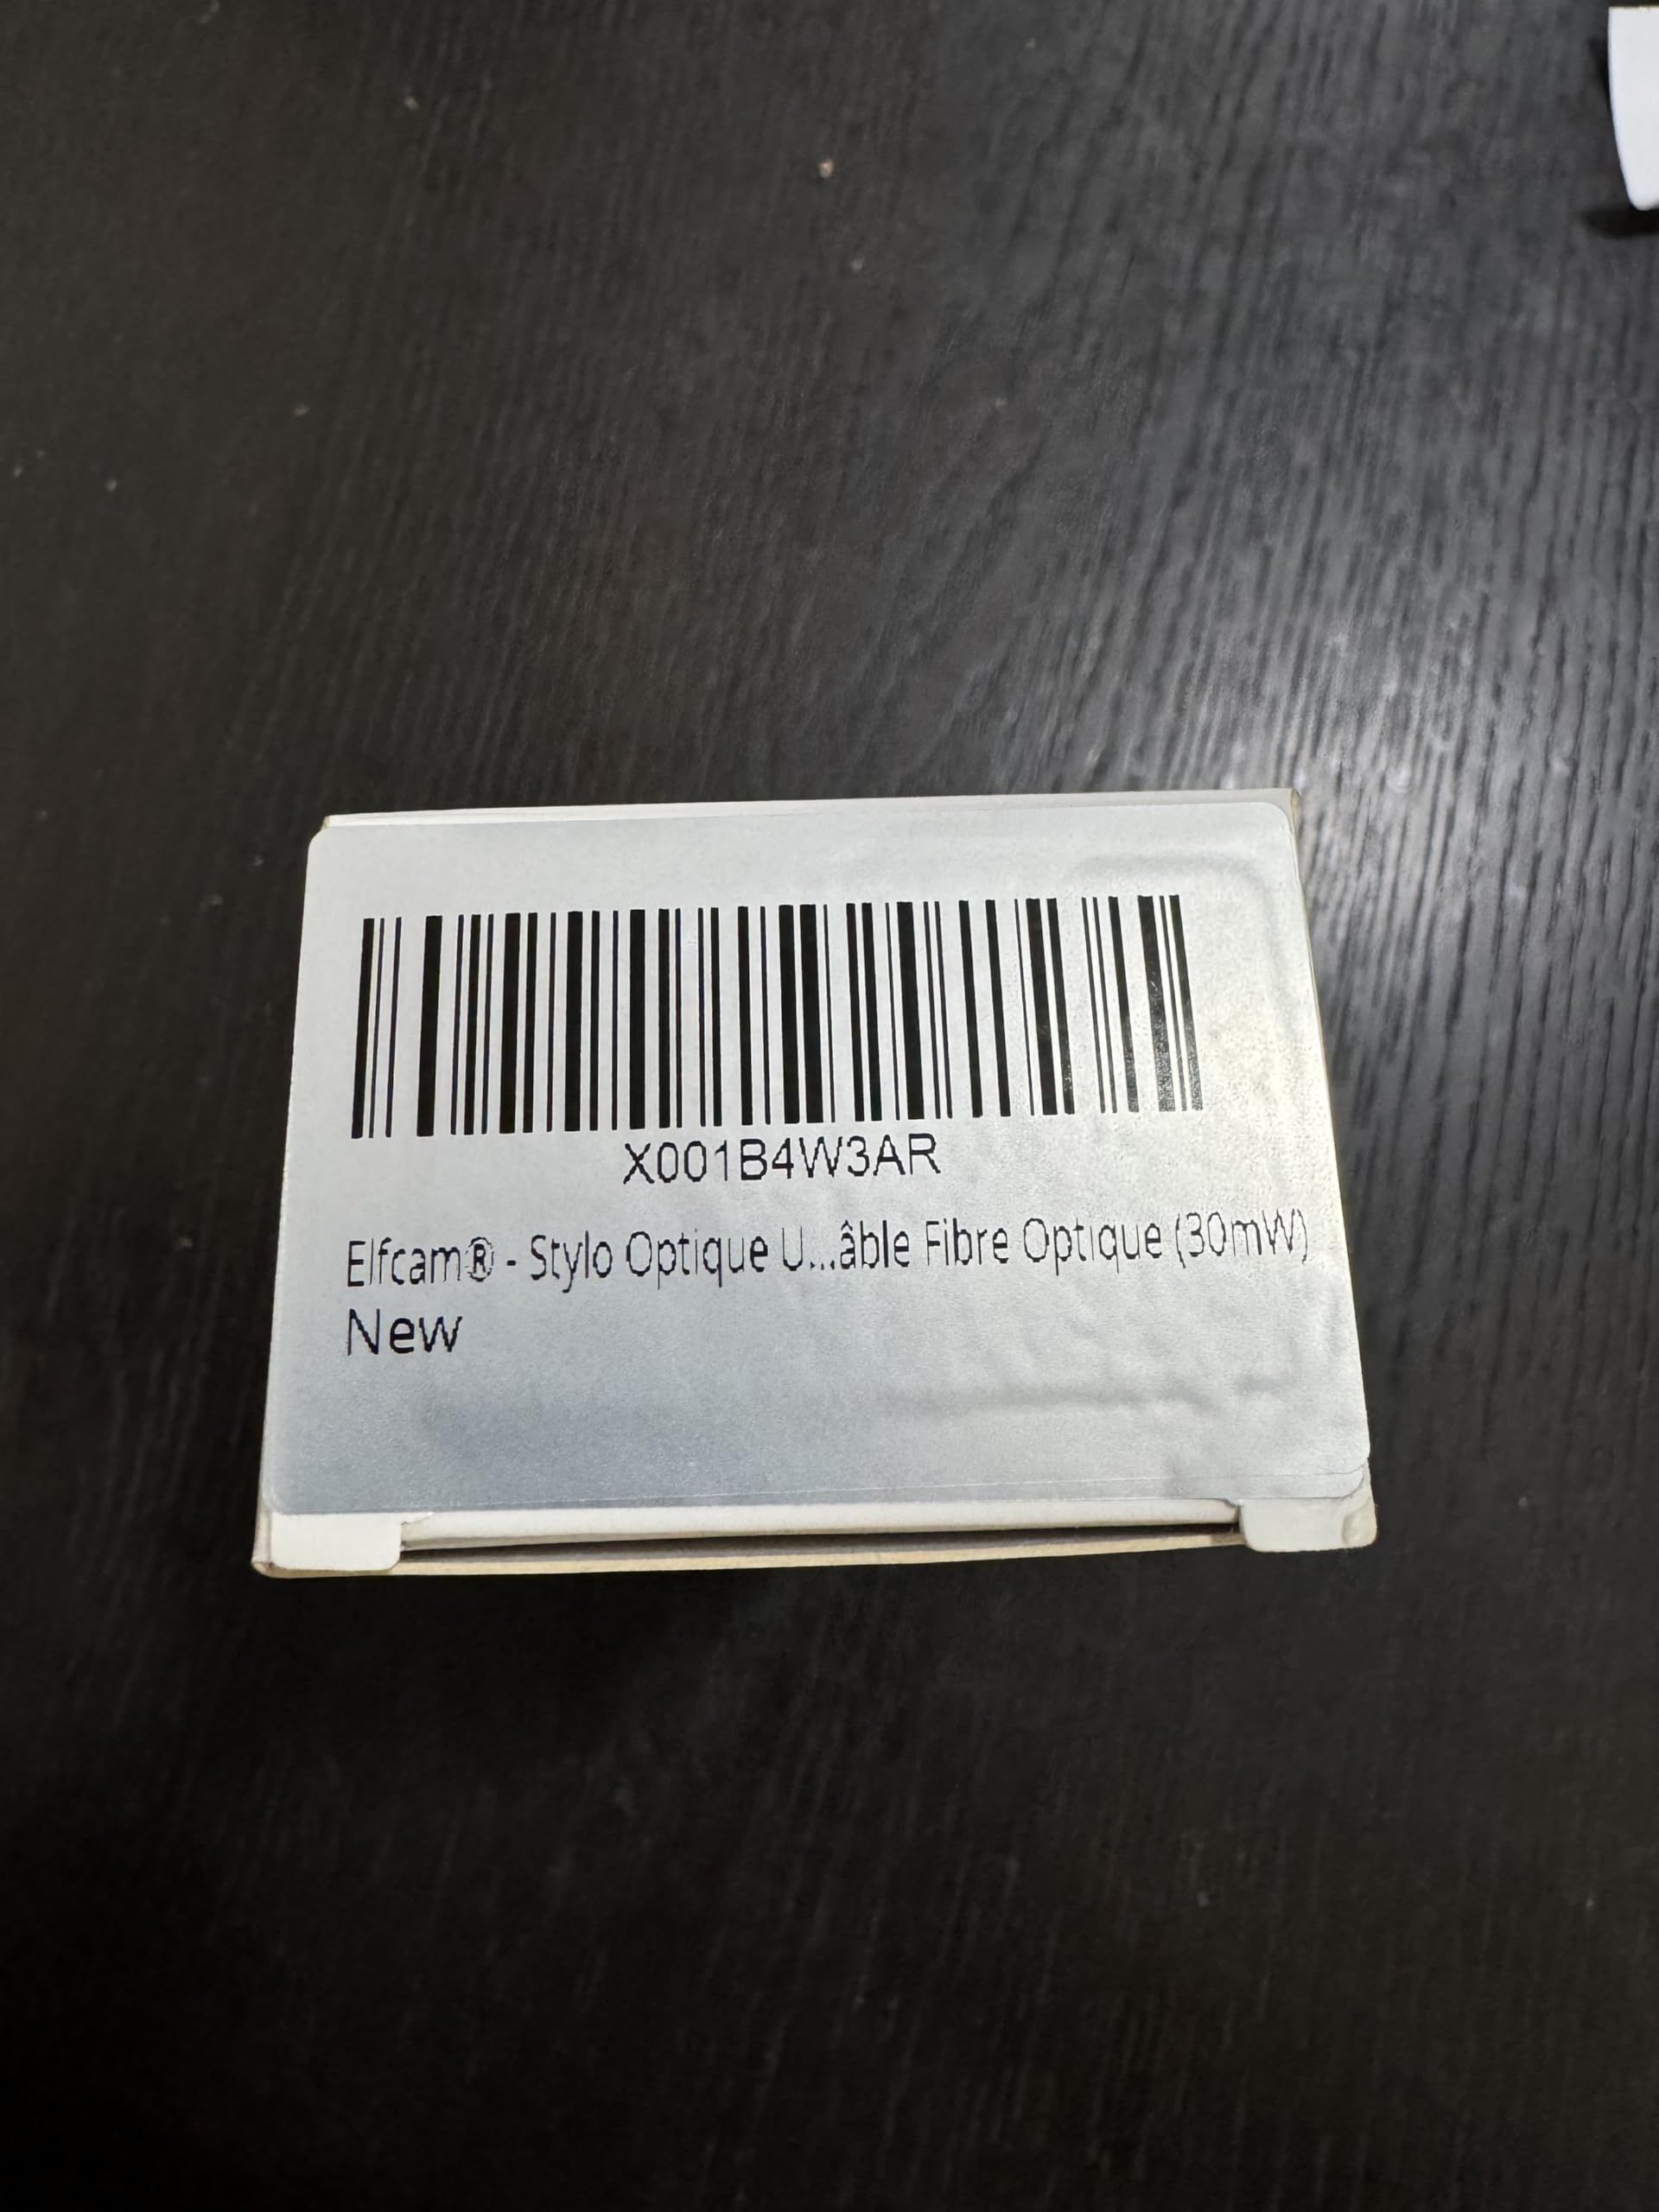 X001B4W3AR
Elfcam® - Stylo Optique U...âble Fibre Optique (30mW)
New